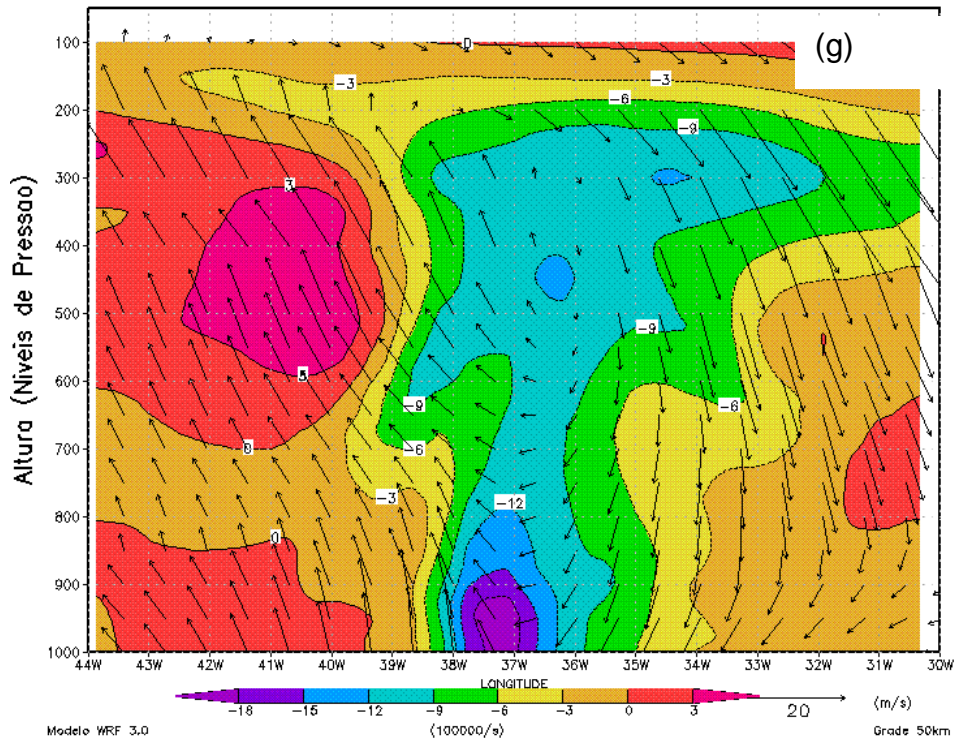 (g)
Altura (Niveis de Pressao)
100
200
300
400
500
600
700
800
900
1000
0
−3
−3
−6
−9
3
−9
−9
−6
−6
−12
−3
0
44W 43W 42W 41W 40W 39W 38W 37W 36W 35W 34W 33W 32W 31W 30W
LONGITUDE
−18 −15 −12 −9 −6 −3 0 3
20 (m/s)
(100000/s)
Modelo WRF 3.0
Grade 50km